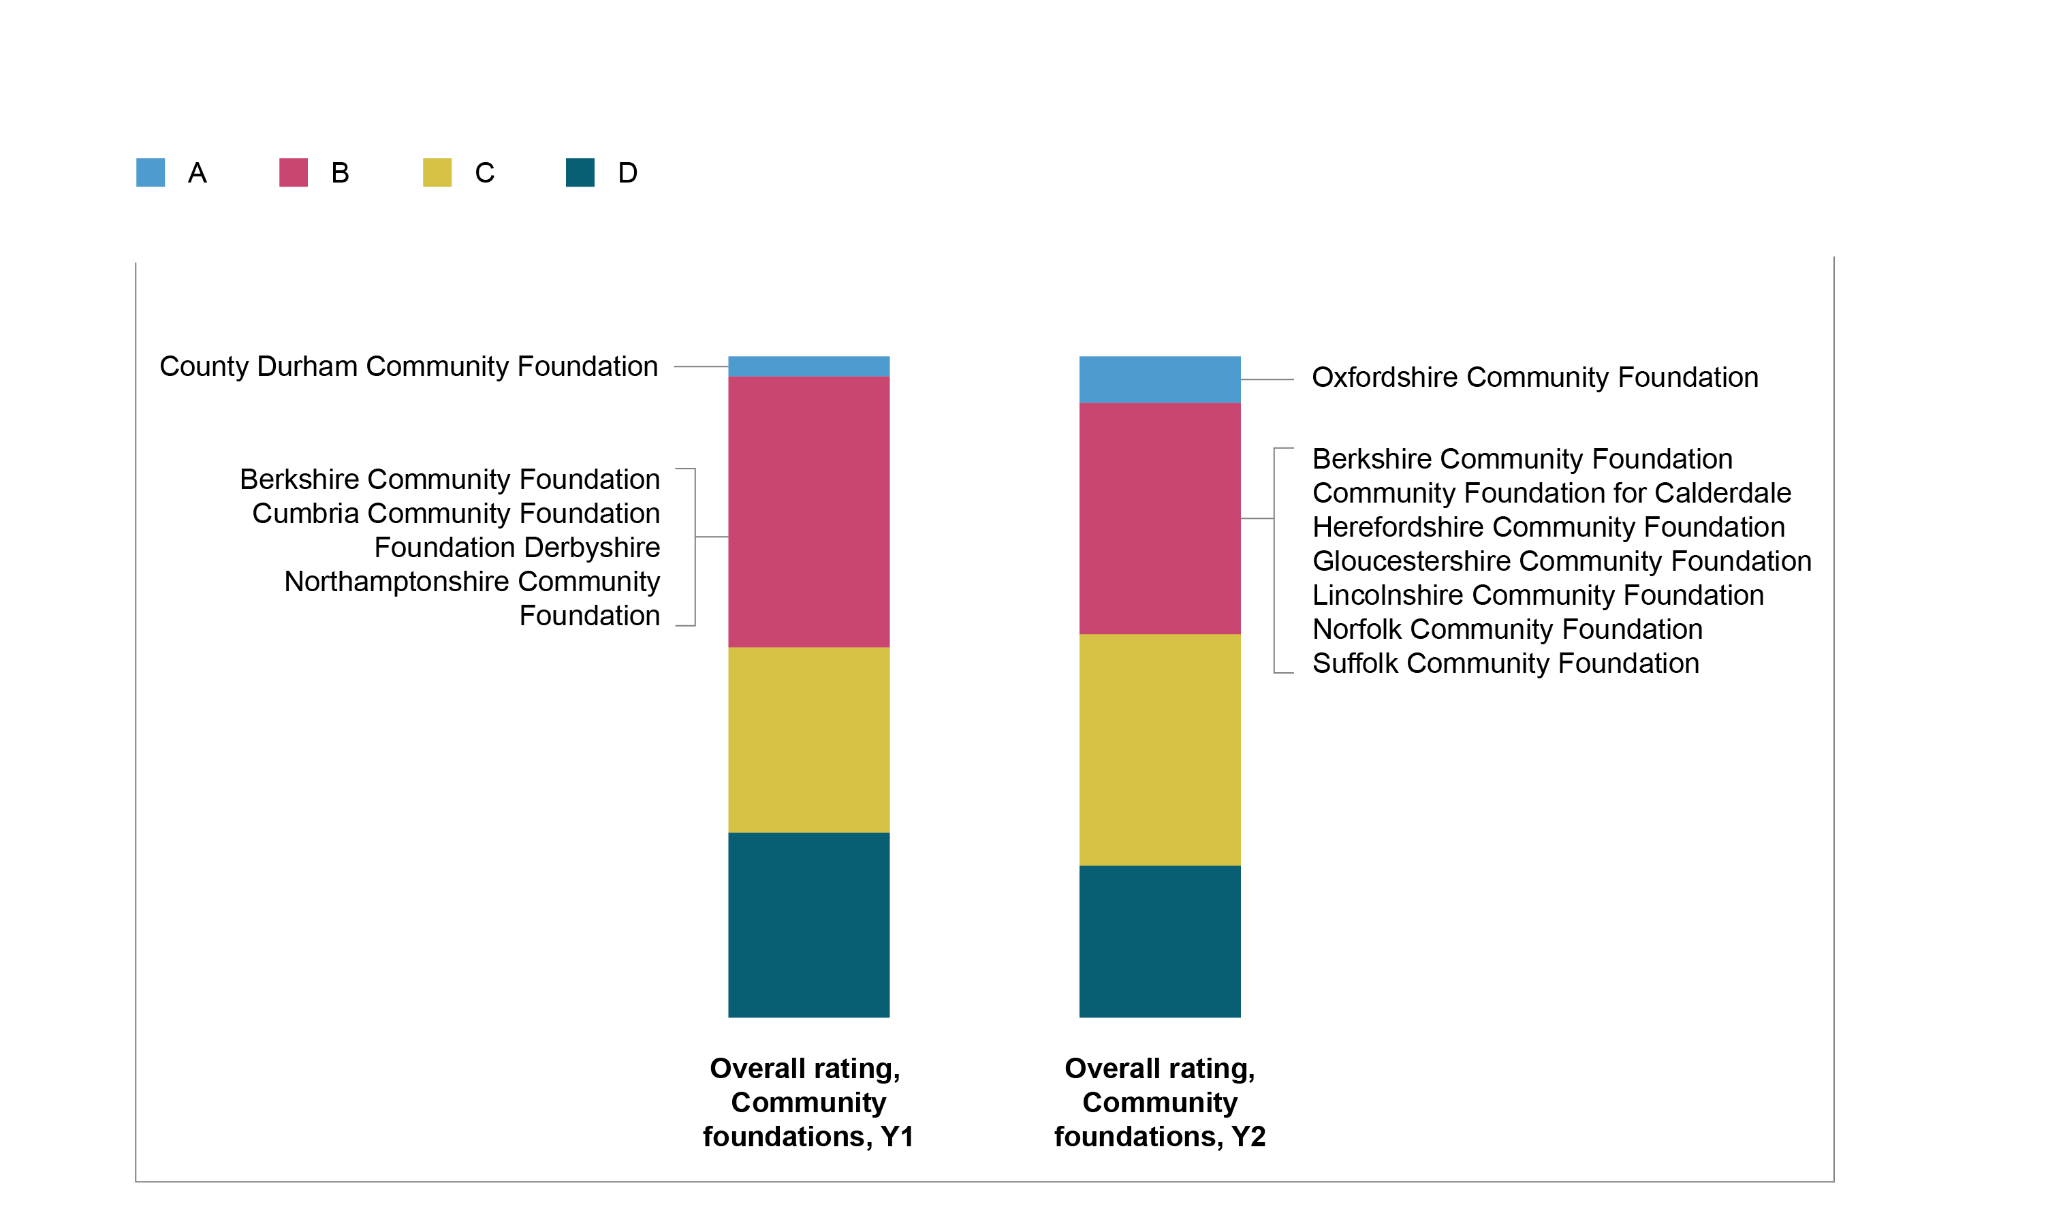 A
B
C
D
County Durham Community Foundation
Berkshire Community Foundation
Cumbria Community Foundation
Foundation Derbyshire
Northamptonshire Community
Foundation
Oxfordshire Community Foundation
Berkshire Community Foundation
Community Foundation for Calderdale
Herefordshire Community Foundation
Gloucestershire Community Foundation
Lincolnshire Community Foundation
Norfolk Community Foundation
Suffolk Community Foundation
Overall rating,
Community
foundations, Y1
Overall rating,
Community
foundations, Y2